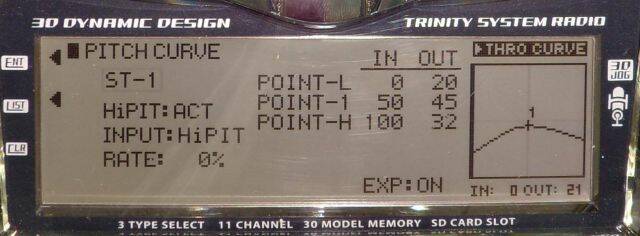 3D DYNAMIC DESIGN
TRINITY SYSTEM RADIO
ENT
LIST
CLR
PITCH CURVE
ST-1
HiPIT:ACT
INPUT:HiPIT
RATE: 0%
IN OUT
POINT-L 0 20
POINT-1 50 45
POINT-H 100 32
EXP:ON
THRO CURVE
1
IN: 0 OUT: 21
3D
JOG
3 TYPE SELECT 11 CHANNEL 30 MODEL MEMORY SD CARD SLOT